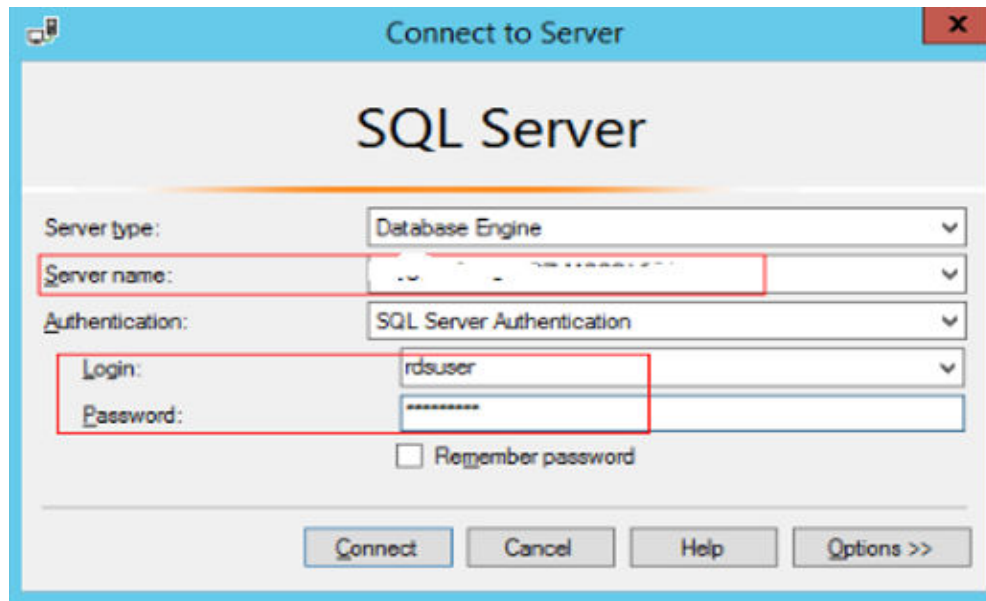 Connect to Server
SQL Server
Server type: Database Engine
Server name:
Authentication: SQL Server Authentication
Login: rdsuser
Password: *********
Remember password
Connect Cancel Help Options >>